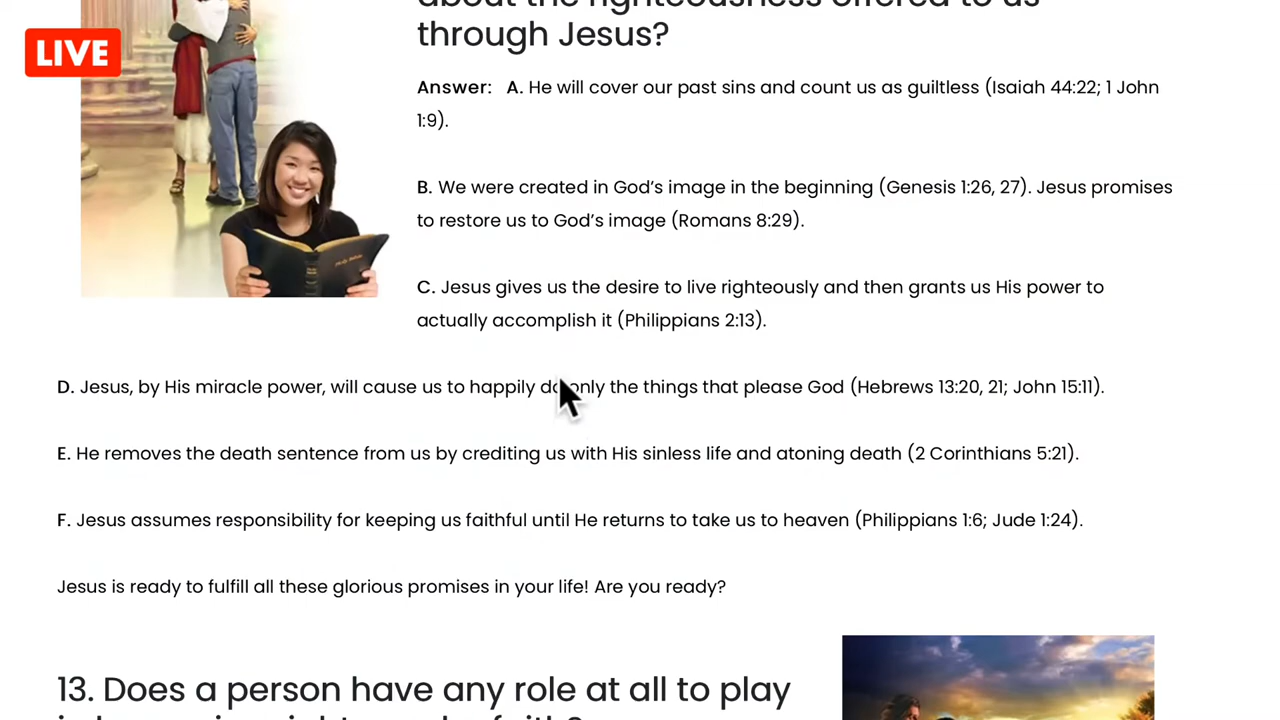 about the righteousness offered to us
through Jesus?
LIVE
Answer: A. He will cover our past sins and count us as guiltless (Isaiah 44:22; 1 John
1:9).
B. We were created in God's image in the beginning (Genesis 1:26, 27). Jesus promises
to restore us to God's image (Romans 8:29).
C. Jesus gives us the desire to live righteously and then grants us His power to
actually accomplish it (Philippians 2:13).
D. Jesus, by His miracle power, will cause us to happily do only the things that please God (Hebrews 13:20, 21; John 15:11).
E. He removes the death sentence from us by crediting us with His sinless life and atoning death (2 Corinthians 5:21).
F. Jesus assumes responsibility for keeping us faithful until He returns to take us to heaven (Philippians 1:6; Jude 1:24).
Jesus is ready to fulfill all these glorious promises in your life! Are you ready?
13. Does a person have any role at all to play